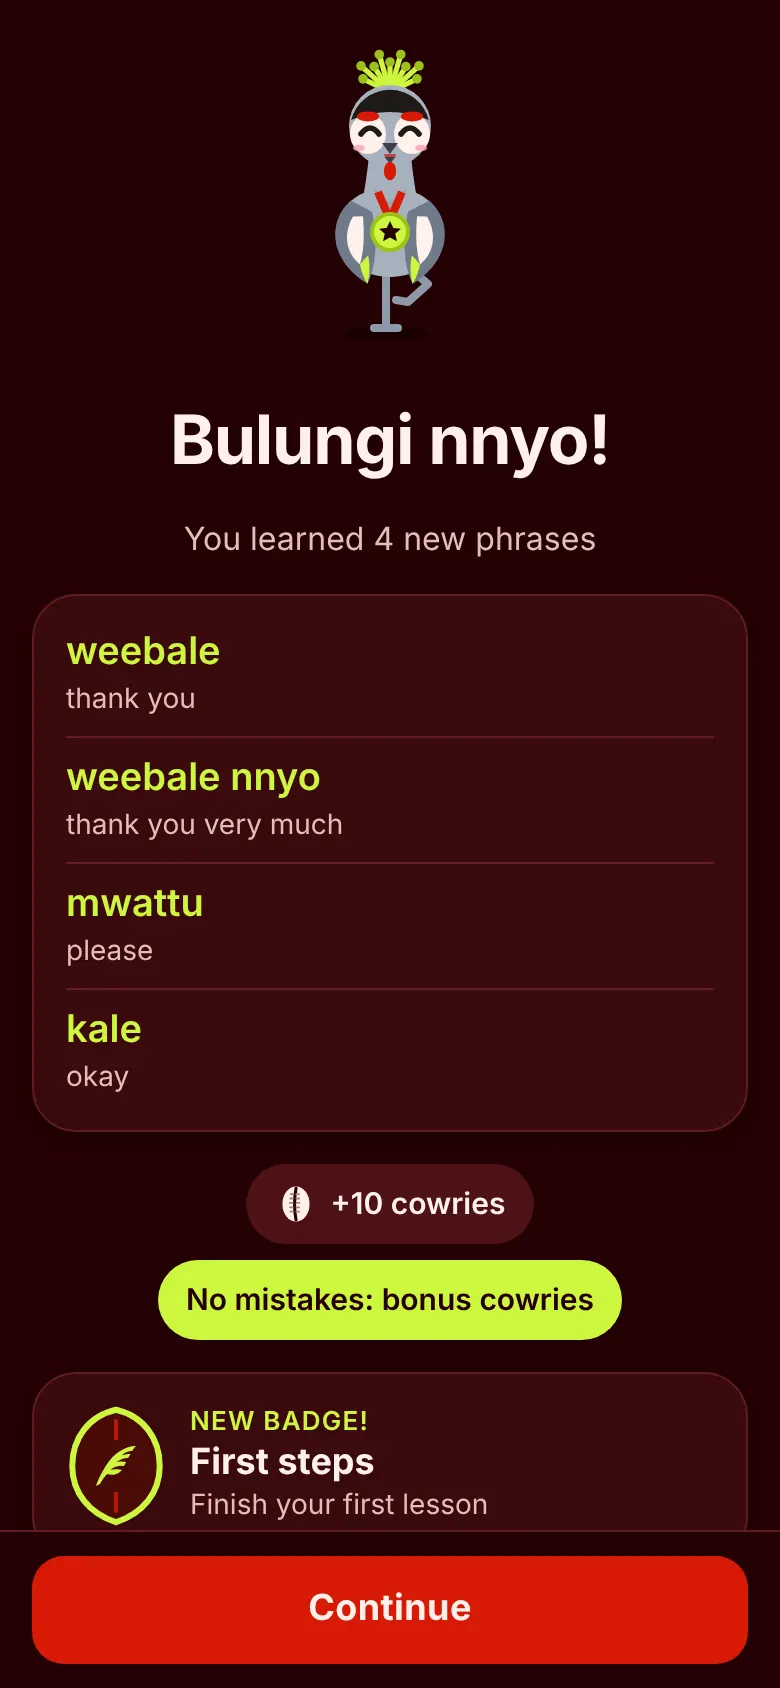 Bulungi nnyo!
You learned 4 new phrases
weebale
thank you
weebale nnyo
thank you very much
mwattu
please
kale
okay
+10 cowries
No mistakes: bonus cowries
NEW BADGE!
First steps
Finish your first lesson
Continue